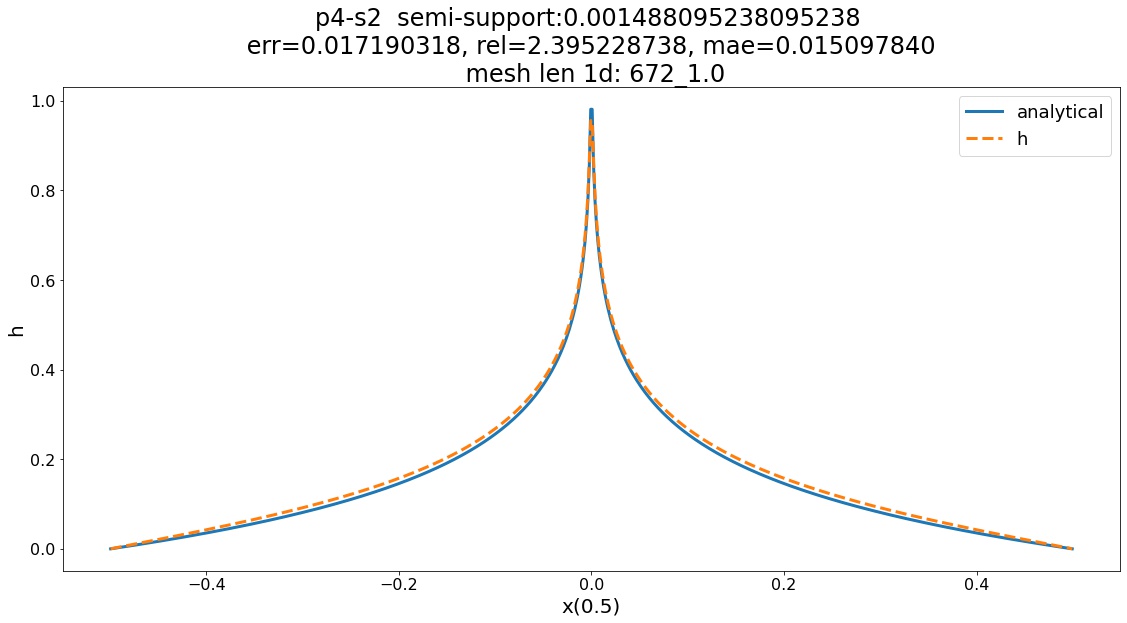 p4-s2  semi-support:0.001488095238095238
err=0.017190318, rel=2.395228738, mae=0.015097840
mesh len 1d: 672_1.0
analytical
h
1.0
0.8
0.6
0.4
0.2
0.0
h
−0.4
−0.2
0.0
0.2
0.4
x(0.5)